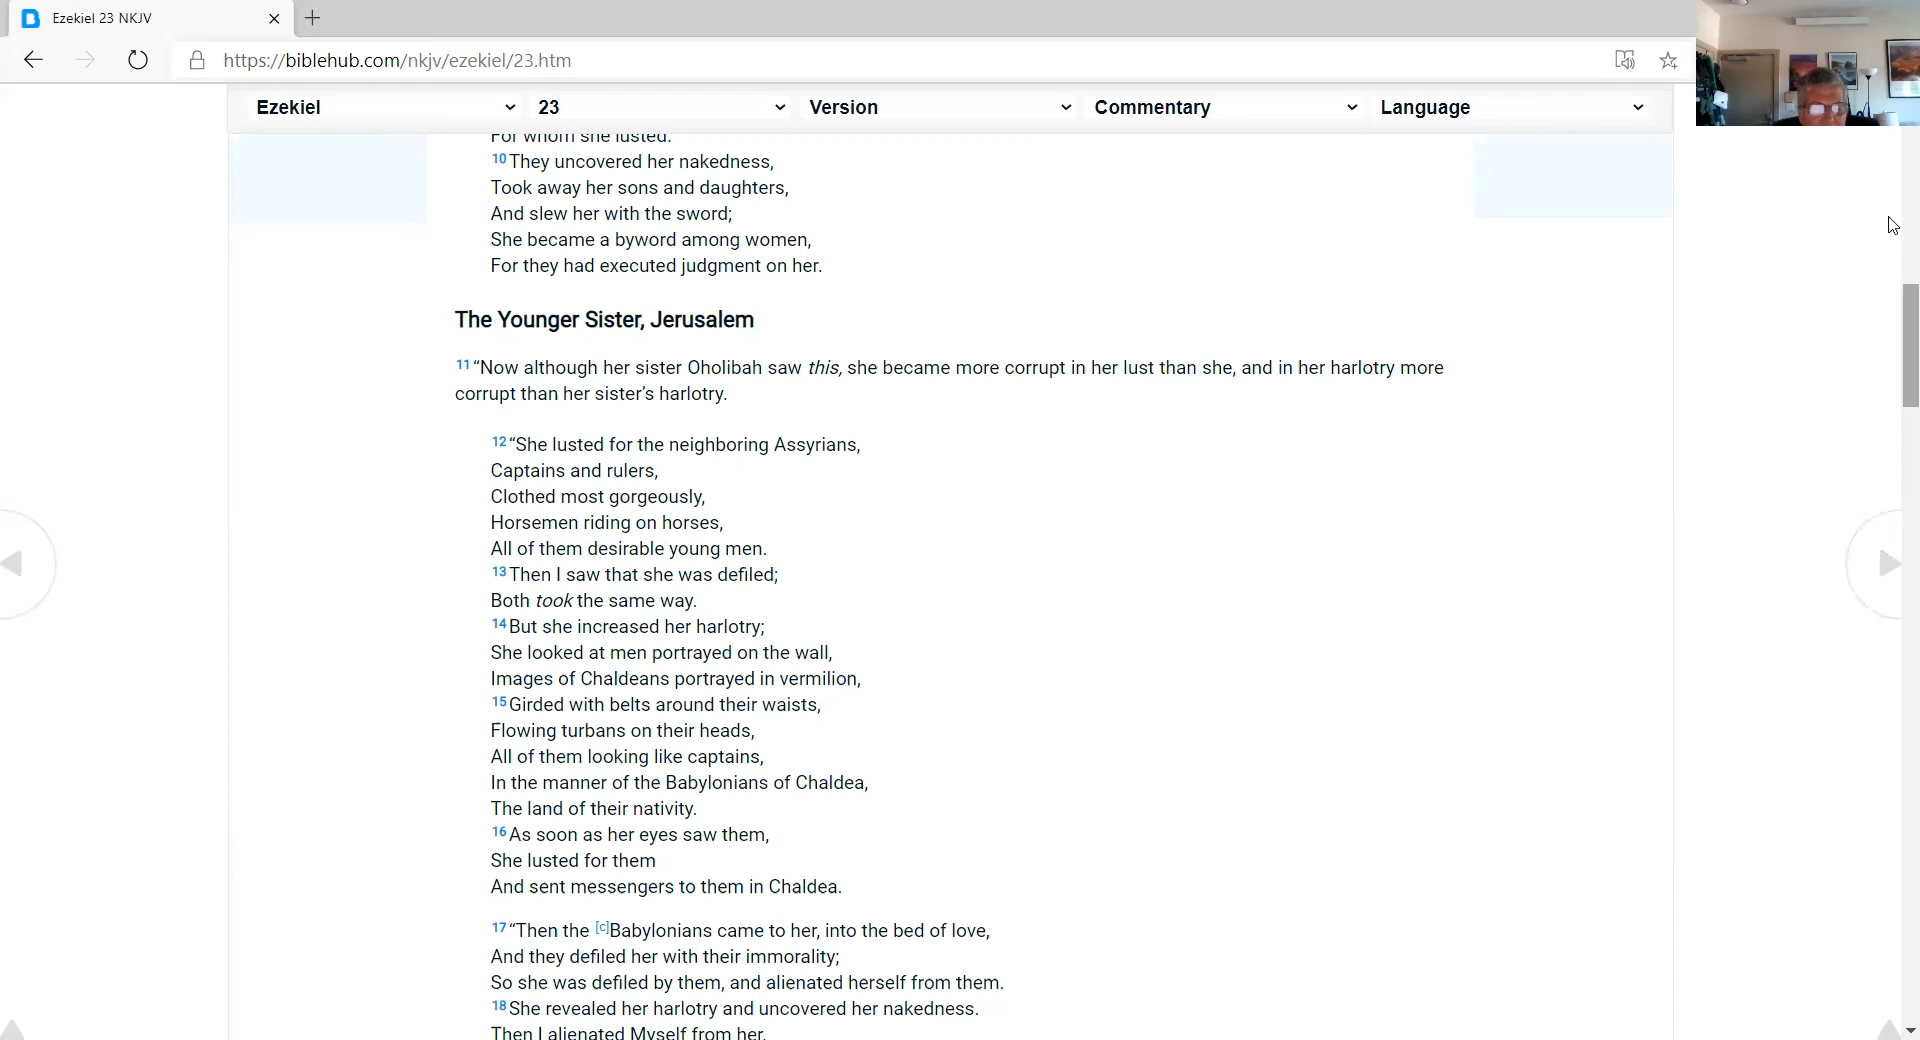 Ezekiel 23 NKJV
https://biblehub.com/nkjv/ezekiel/23.htm
Ezekiel 23 Version Commentary Language
For whom she lusted.
10 They uncovered her nakedness,
Took away her sons and daughters,
And slew her with the sword;
She became a byword among women,
For they had executed judgment on her.
The Younger Sister, Jerusalem
11 “Now although her sister Oholibah saw this, she became more corrupt in her lust than she, and in her harlotry more
corrupt than her sister’s harlotry.
12 “She lusted for the neighboring Assyrians,
Captains and rulers,
Clothed most gorgeously,
Horsemen riding on horses,
All of them desirable young men.
13 Then I saw that she was defiled;
Both took the same way.
14 But she increased her harlotry;
She looked at men portrayed on the wall,
Images of Chaldeans portrayed in vermilion,
15 Girded with belts around their waists,
Flowing turbans on their heads,
All of them looking like captains,
In the manner of the Babylonians of Chaldea,
The land of their nativity.
16 As soon as her eyes saw them,
She lusted for them
And sent messengers to them in Chaldea.
17 “Then the [c]Babylonians came to her, into the bed of love,
And they defiled her with their immorality;
So she was defiled by them, and alienated herself from them.
18 She revealed her harlotry and uncovered her nakedness.
Then I alienated Myself from her,